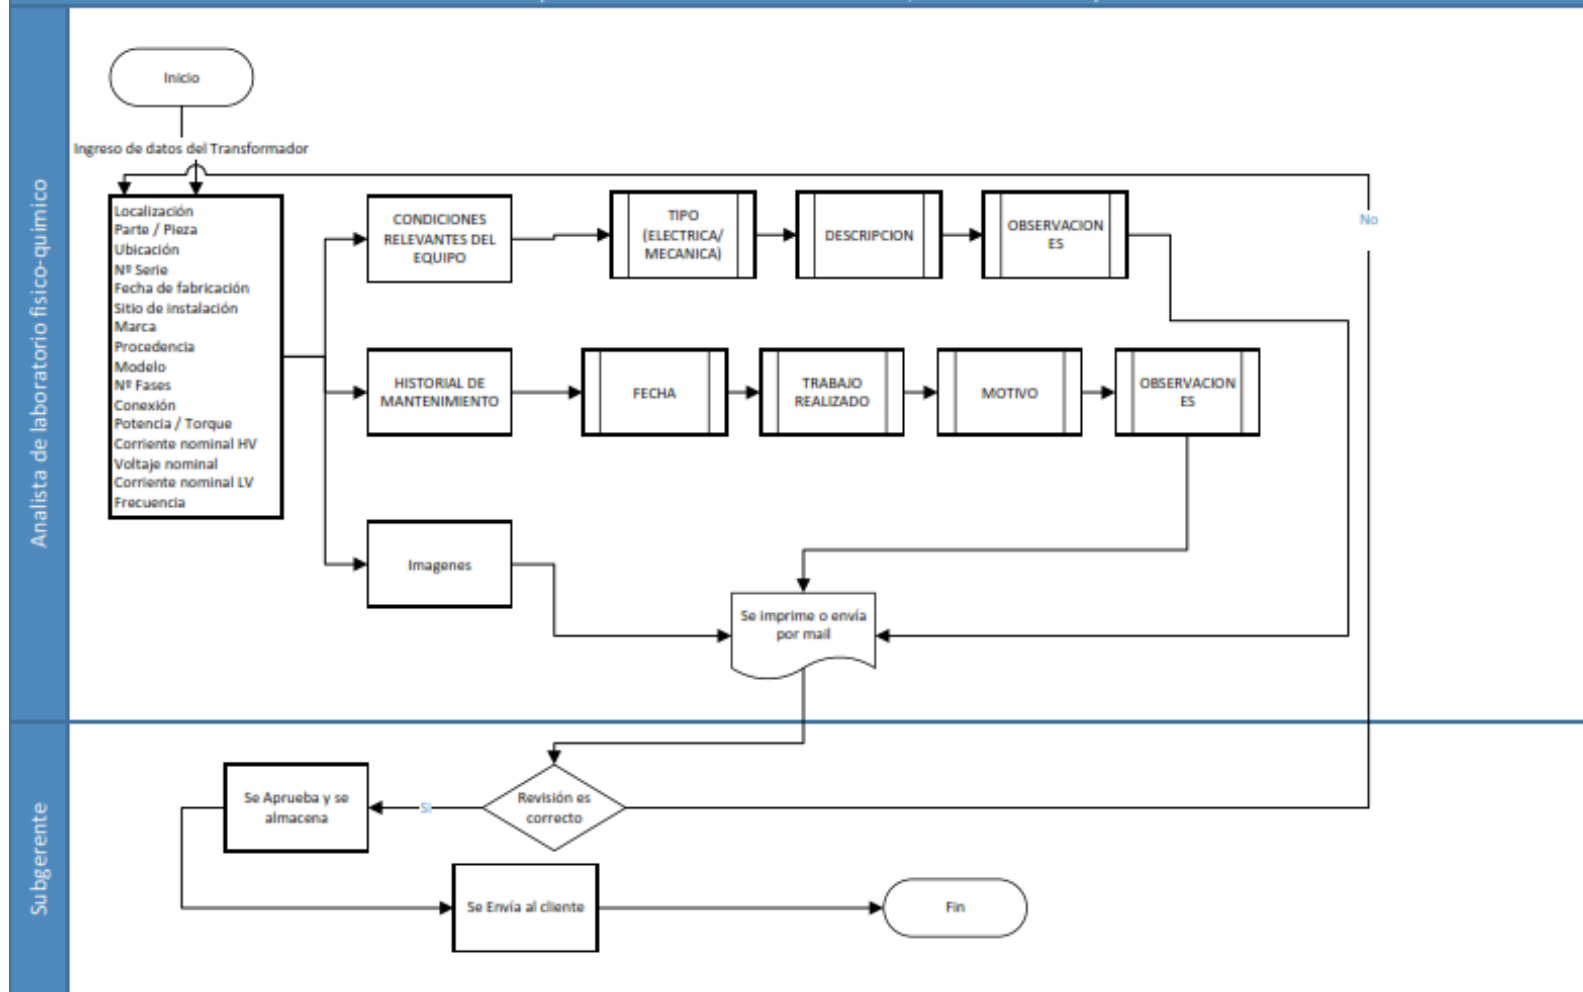 Analista de laboratorio fisico-quimico
Inicio
Ingreso de datos del Transformador
Localización
Parte / Pieza
Ubicación
Nº Serie
Fecha de fabricación
Sitio de instalación
Marca
Procedencia
Modelo
Nº Fases
Conexión
Potencia / Torque
Corriente nominal HV
Voltaje nominal
Corriente nominal LV
Frecuencia
CONDICIONES
RELEVANTES DEL
EQUIPO
TIPO
(ELECTRICA/
MECANICA)
DESCRIPCION
OBSERVACION
ES
No
HISTORIAL DE
MANTENIMIENTO
FECHA
TRABAJO
REALIZADO
MOTIVO
OBSERVACION
ES
Imagenes
Se imprime o envía
por mail
Subgerente
Se Aprueba y se
almacena
Si
Revisión es
correcto
Se Envía al cliente
Fin